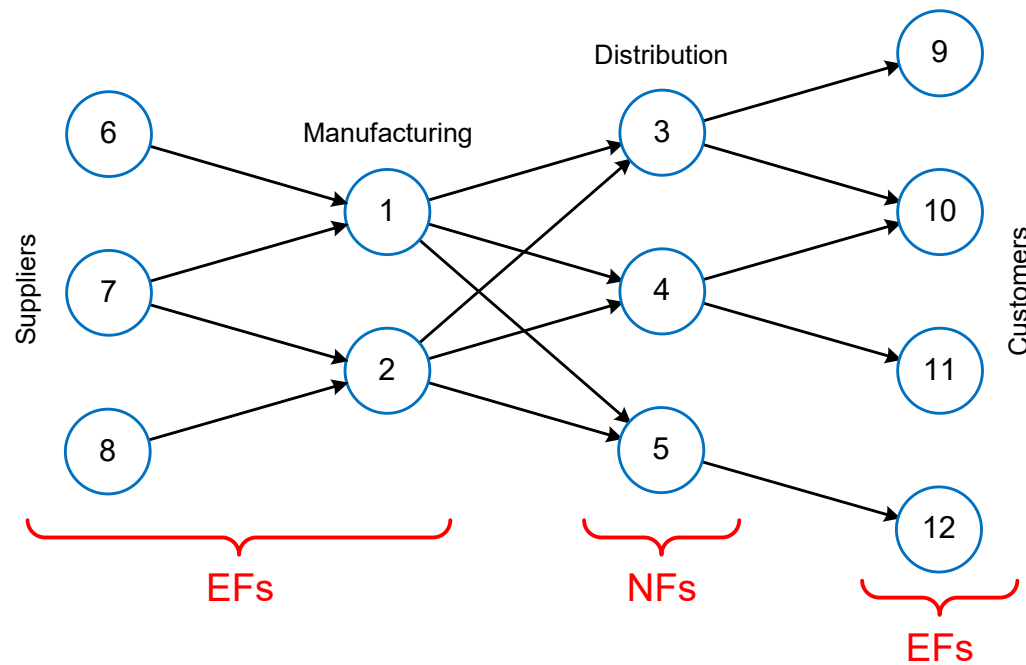 Distribution
9
6
Manufacturing
3
1
10
Suppliers
7
4
Customers
2
11
8
5
12
EFs
NFs
EFs